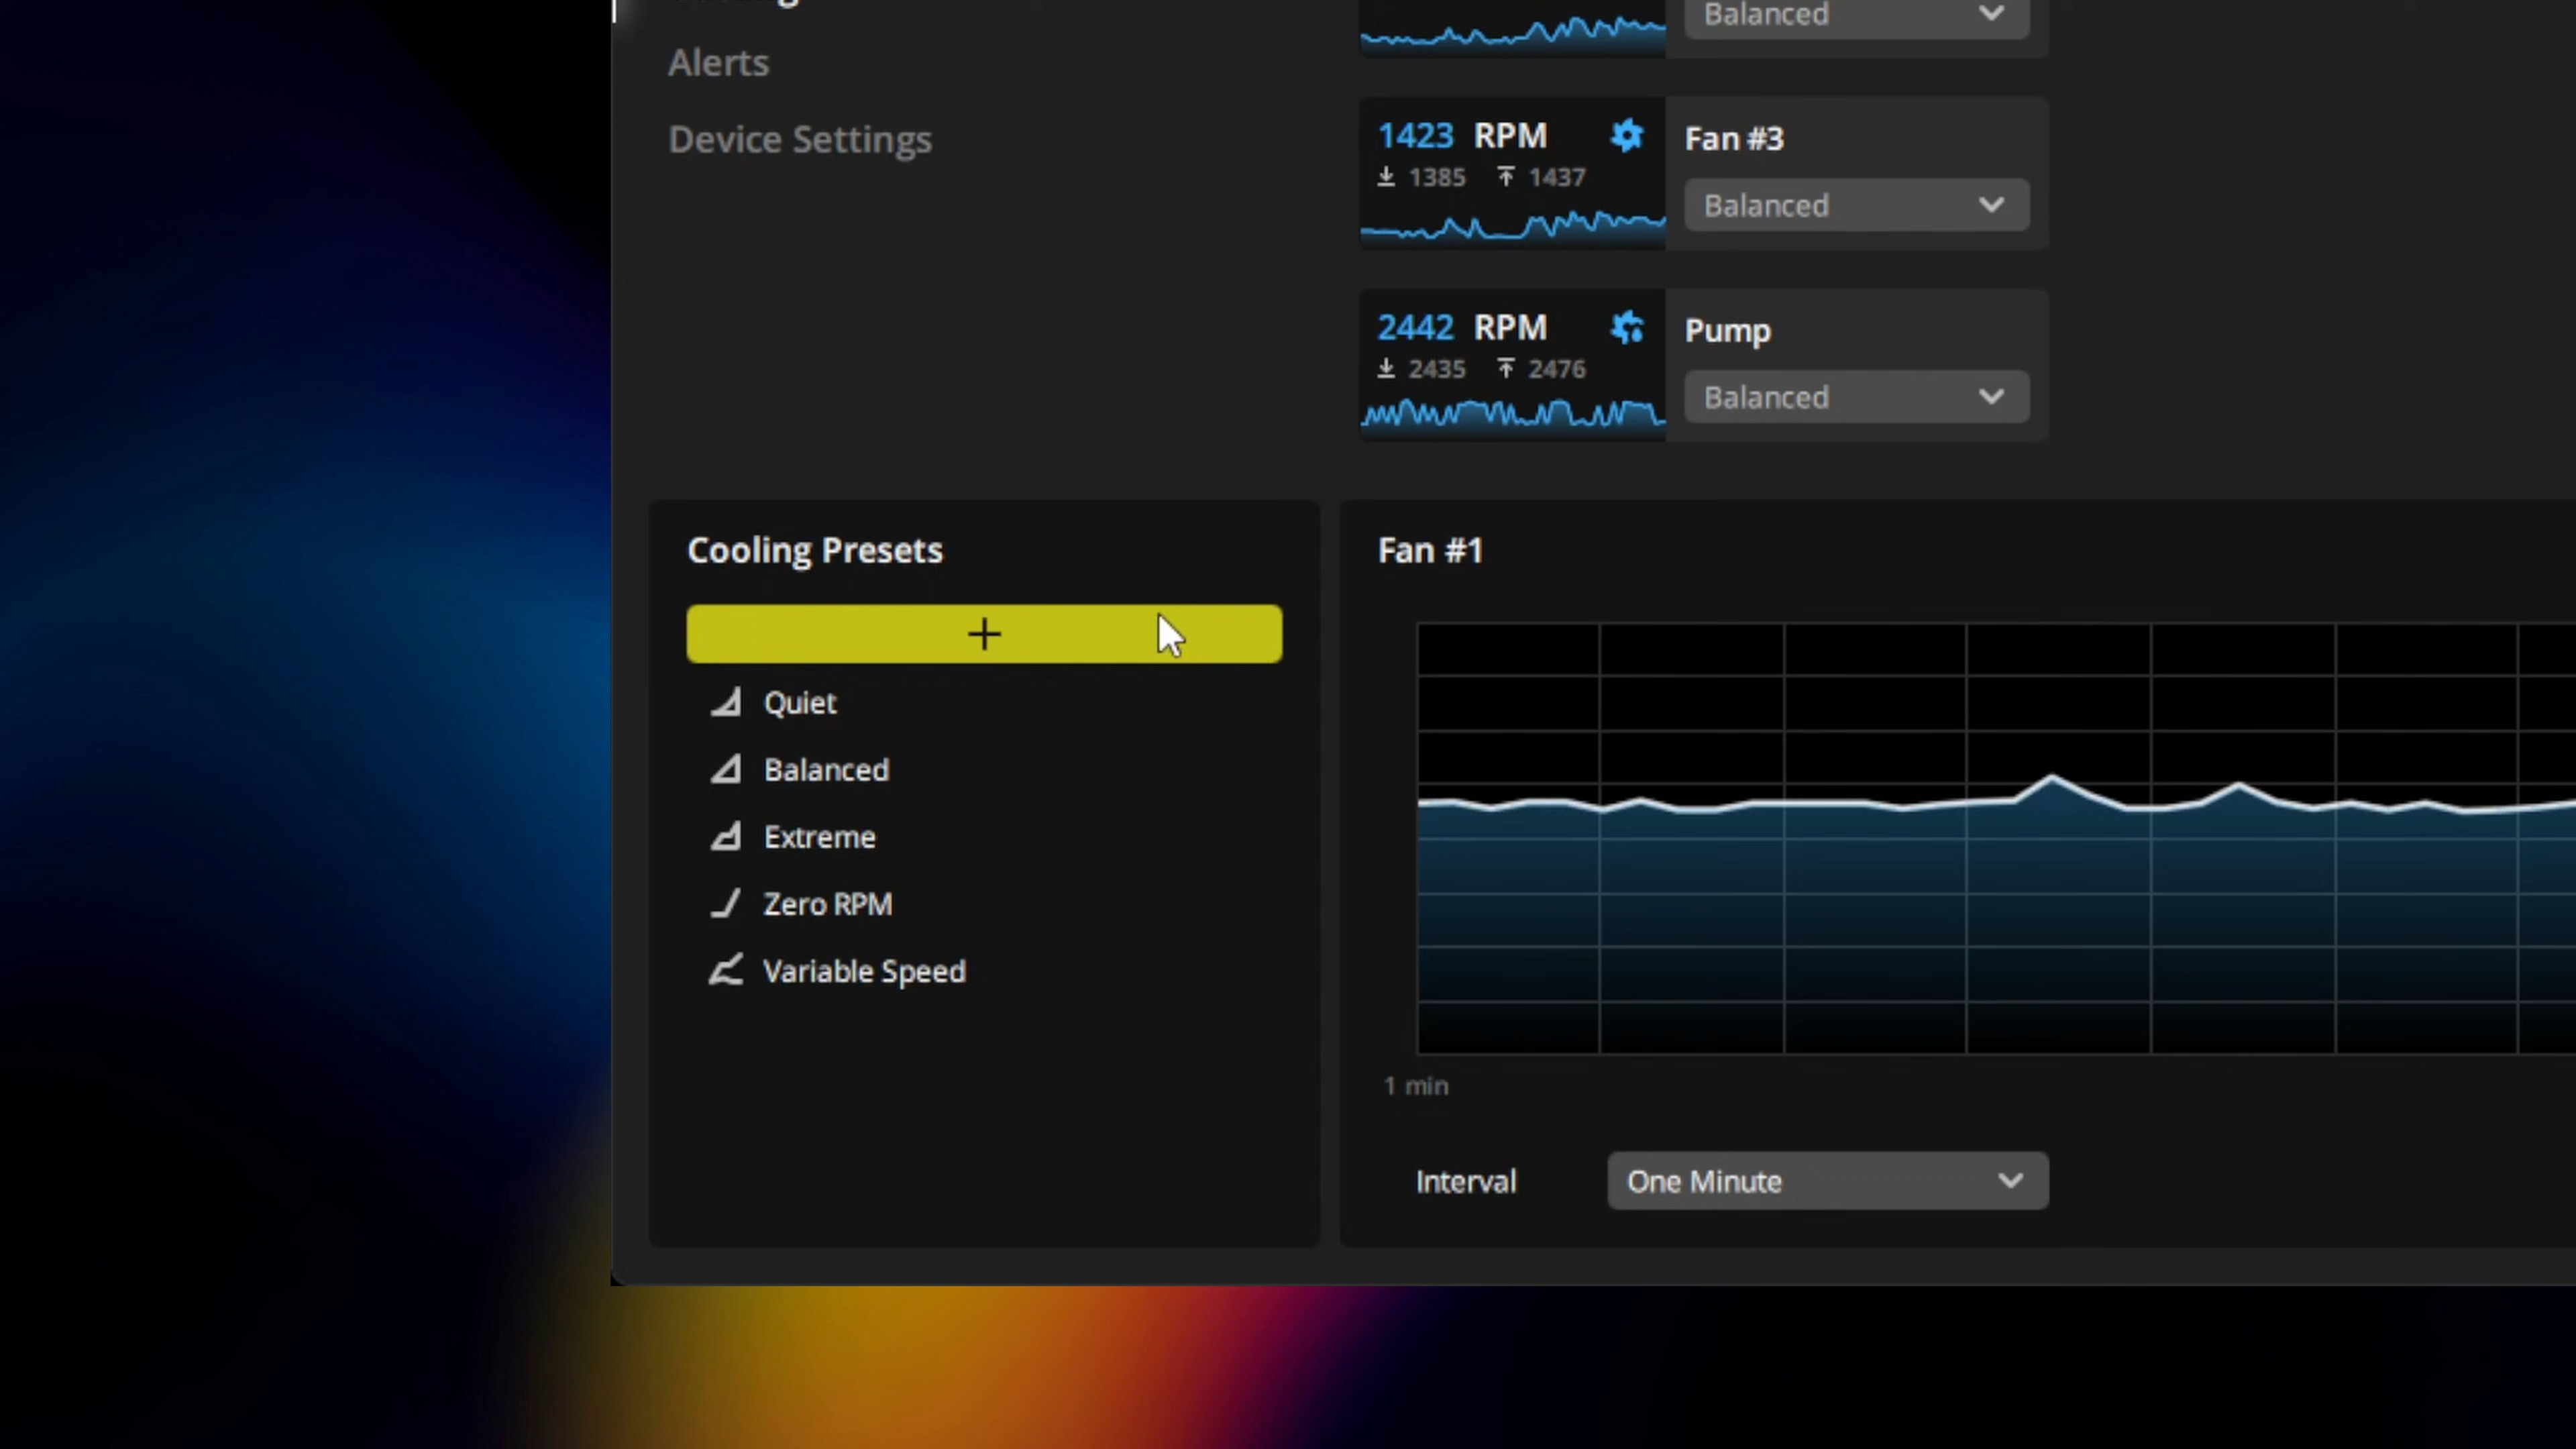 Alerts
Device Settings
Balanced
1423 RPM
1385 1437
Fan #3
Balanced
2442 RPM
2435 2476
Pump
Balanced
Cooling Presets
+
Quiet
Balanced
Extreme
Zero RPM
Variable Speed
Fan #1
1 min
Interval
One Minute